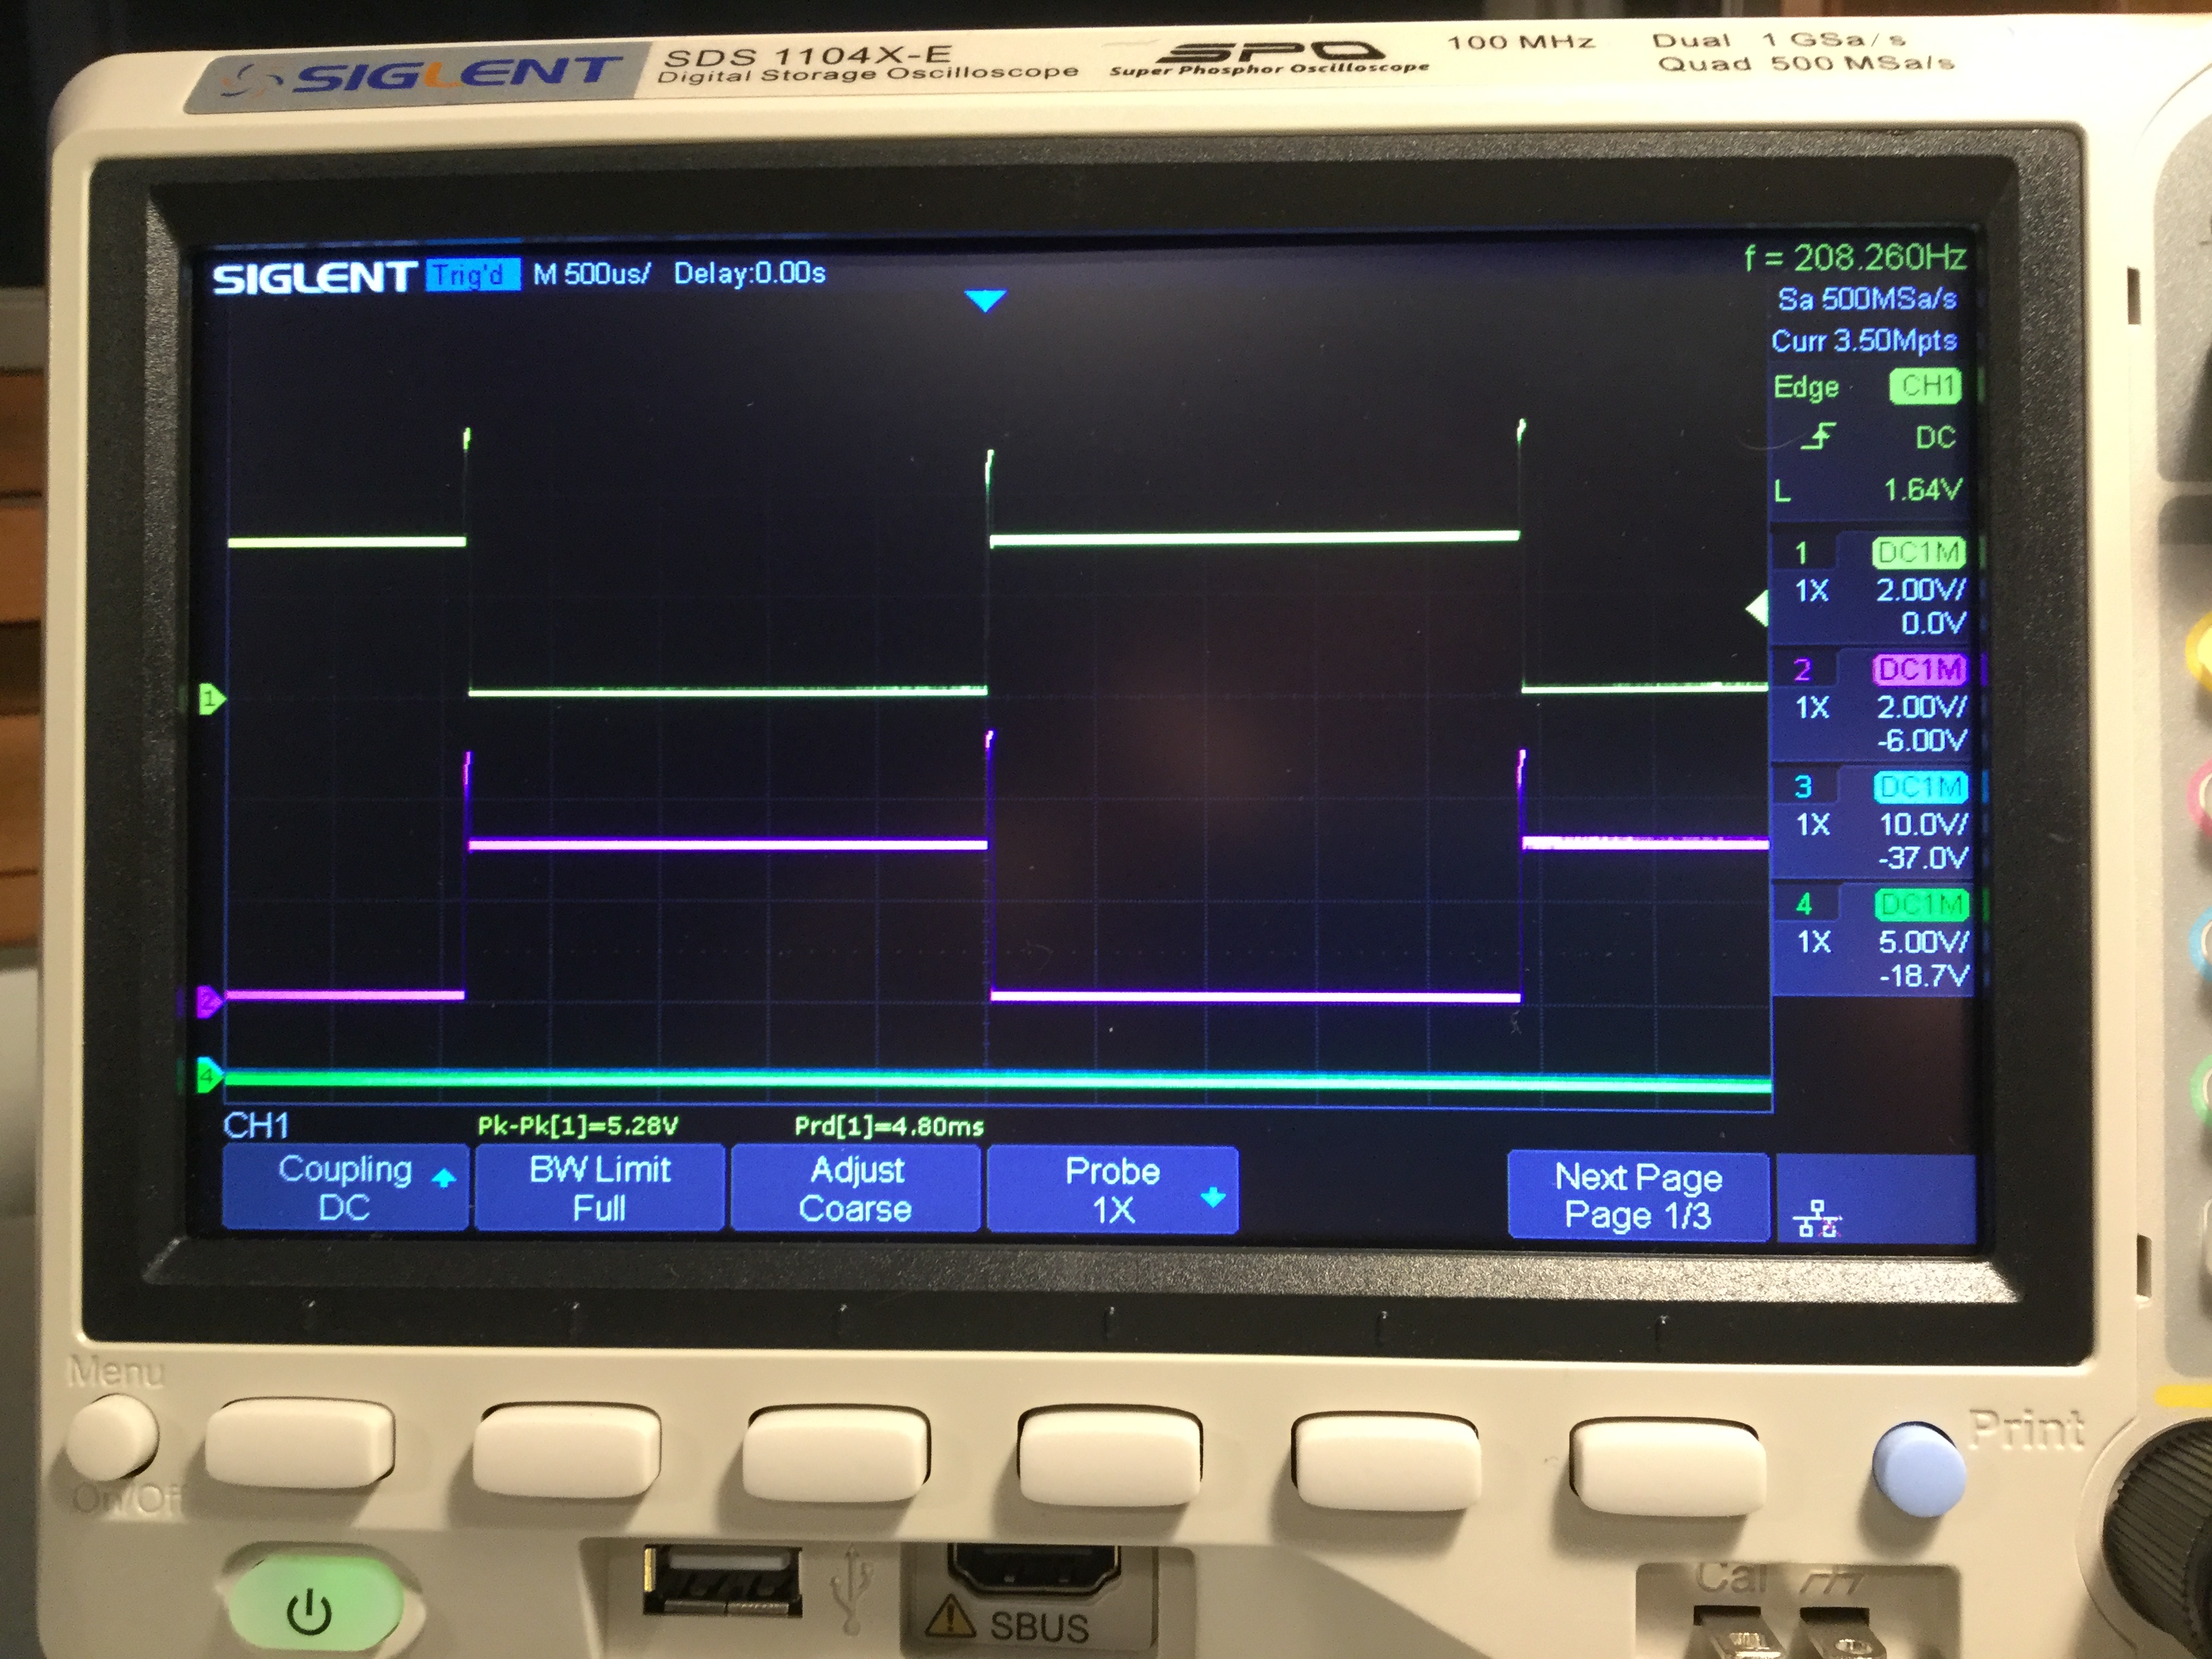 SIGLENT
SDS 1104X-E
Digital Storage Oscilloscope
SPO
Super Phosphor Oscilloscope
100 MHz
Dual 1 GSa/s
Quad 500 MSa/s
SIGLENT Trig'd M 500us/ Delay:0.00s
f = 208.260Hz
Sa 500MSa/s
Curr 3.50Mpts
Edge CH1
DC
L 1.64V
1 DC1M
1X 2.00V/
0.0V
2 DC1M
1X 2.00V/
-6.00V
3 DC1M
1X 10.0V/
-37.0V
4 DC1M
1X 5.00V/
-18.7V
1
2
4
CH1 Pk-Pk[1]=5.28V Prd[1]=4.80ms
Coupling
DC
BW Limit
Full
Adjust
Coarse
Probe
1X
Next Page
Page 1/3
Menu
On/Off
Print
SBUS
Cal